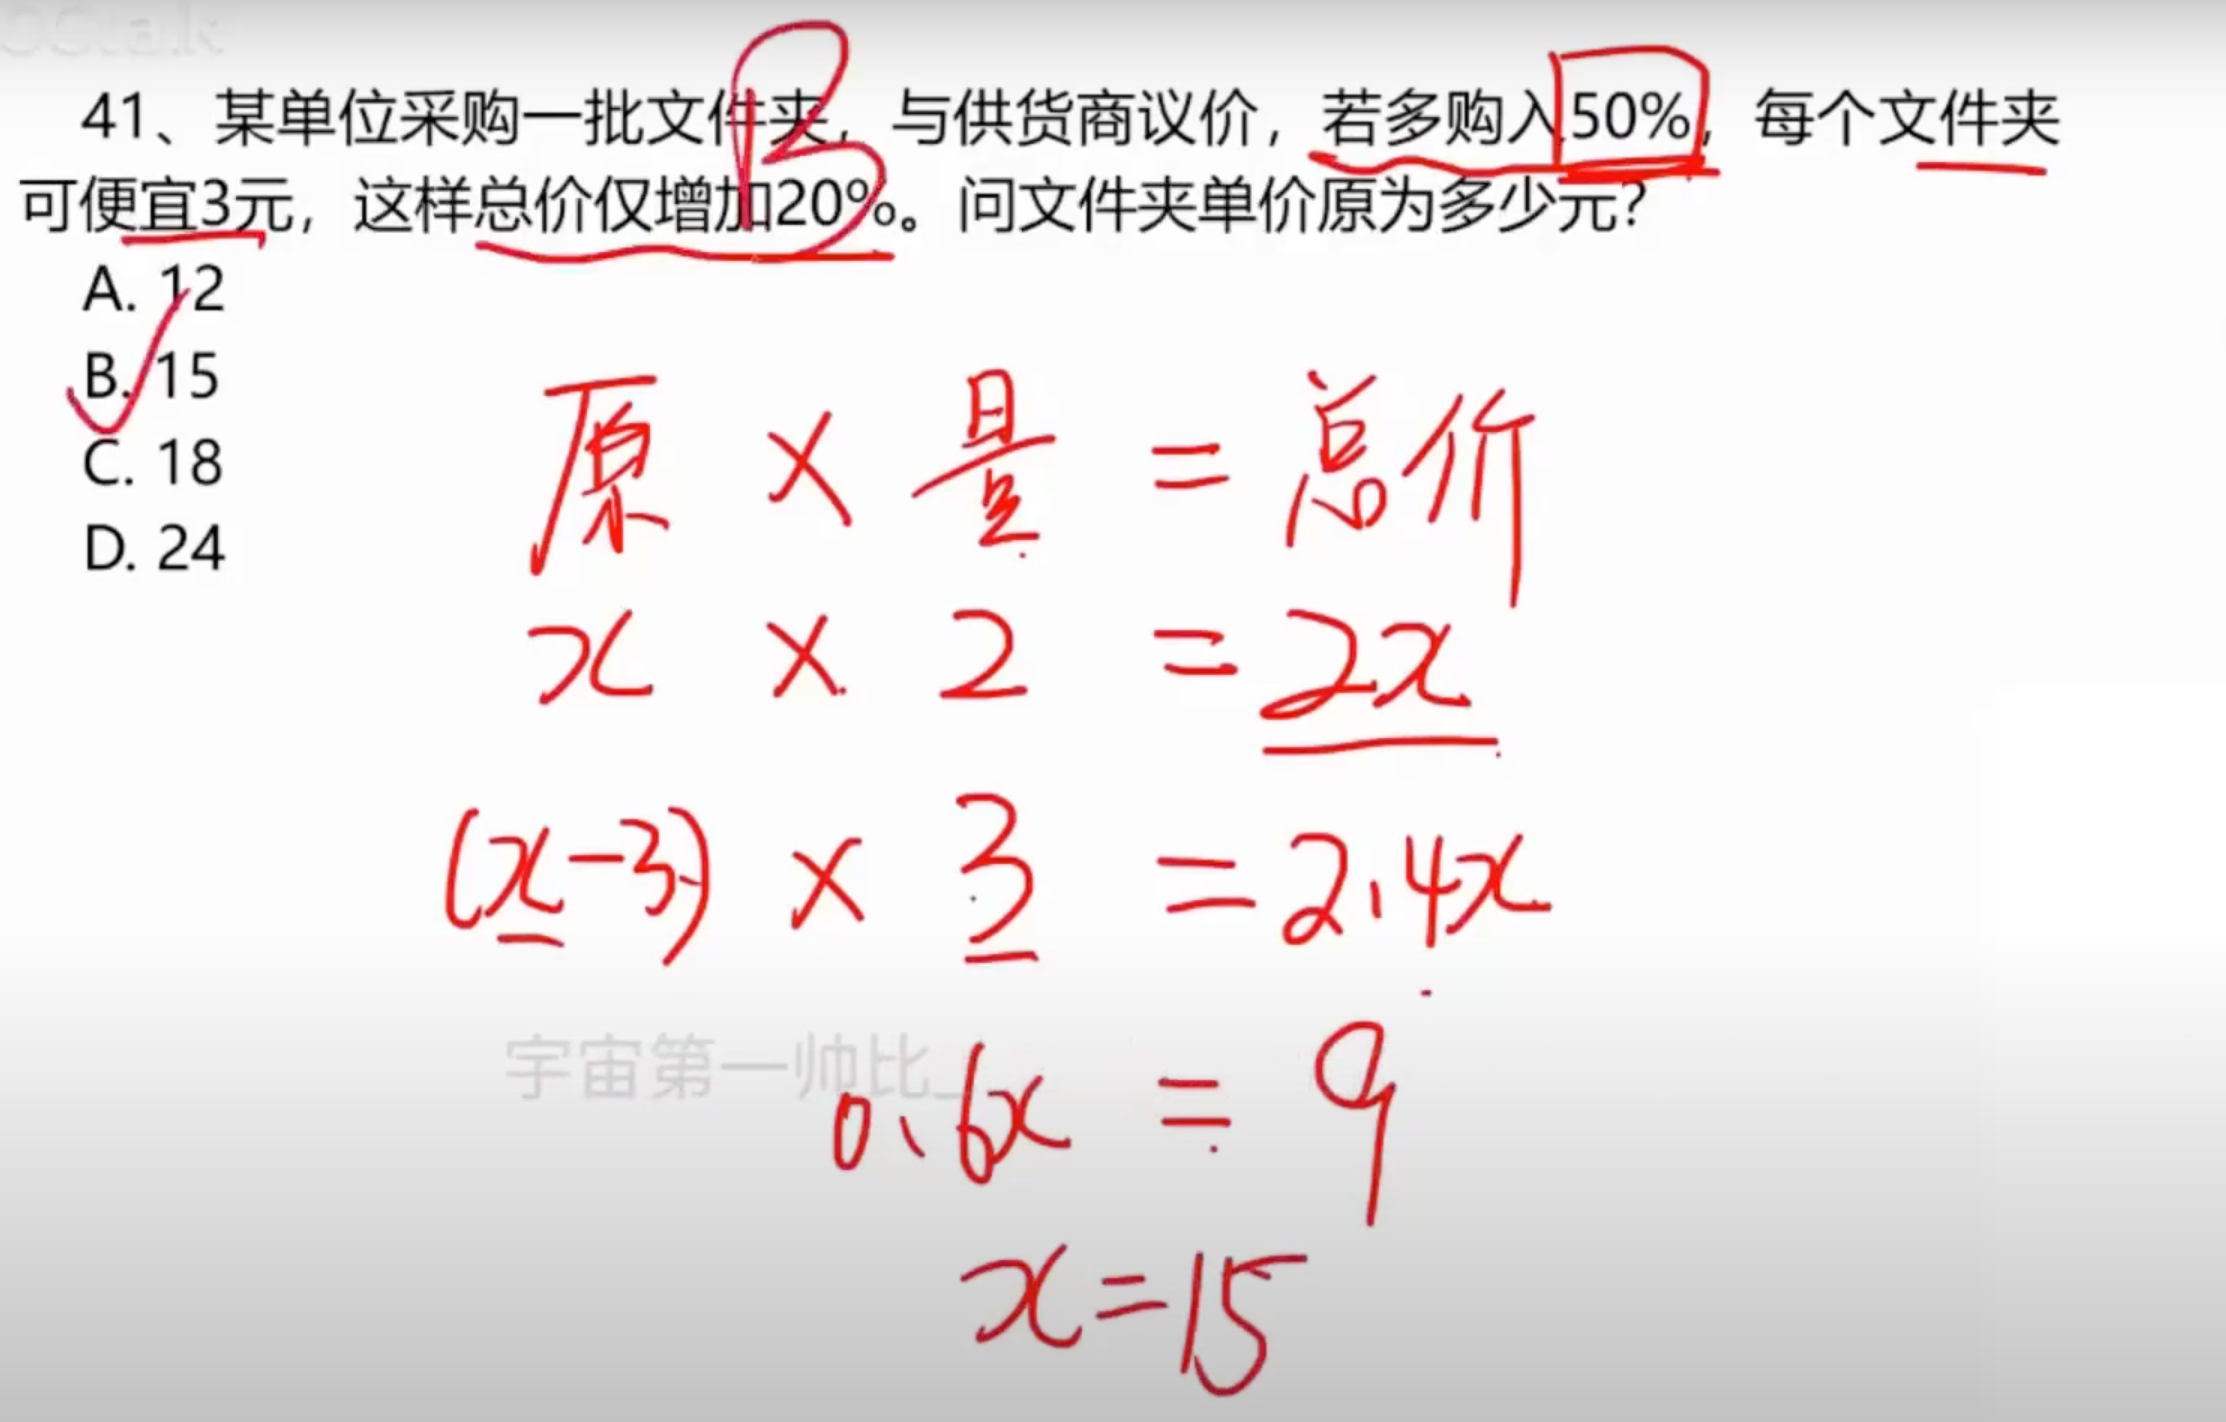 41、某单位采购一批文件夹，与供货商议价，若多购入50%，每个文件夹
可便宜3元，这样总价仅增加20%。问文件夹单价原为多少元？
B
A. 12
B. 15
C. 18
D. 24
原 × 量 = 总价
x × 2 = 2x
(x-3) × 3 = 2.4x
宇宙第一帅比_
0.6x = 9
x=15